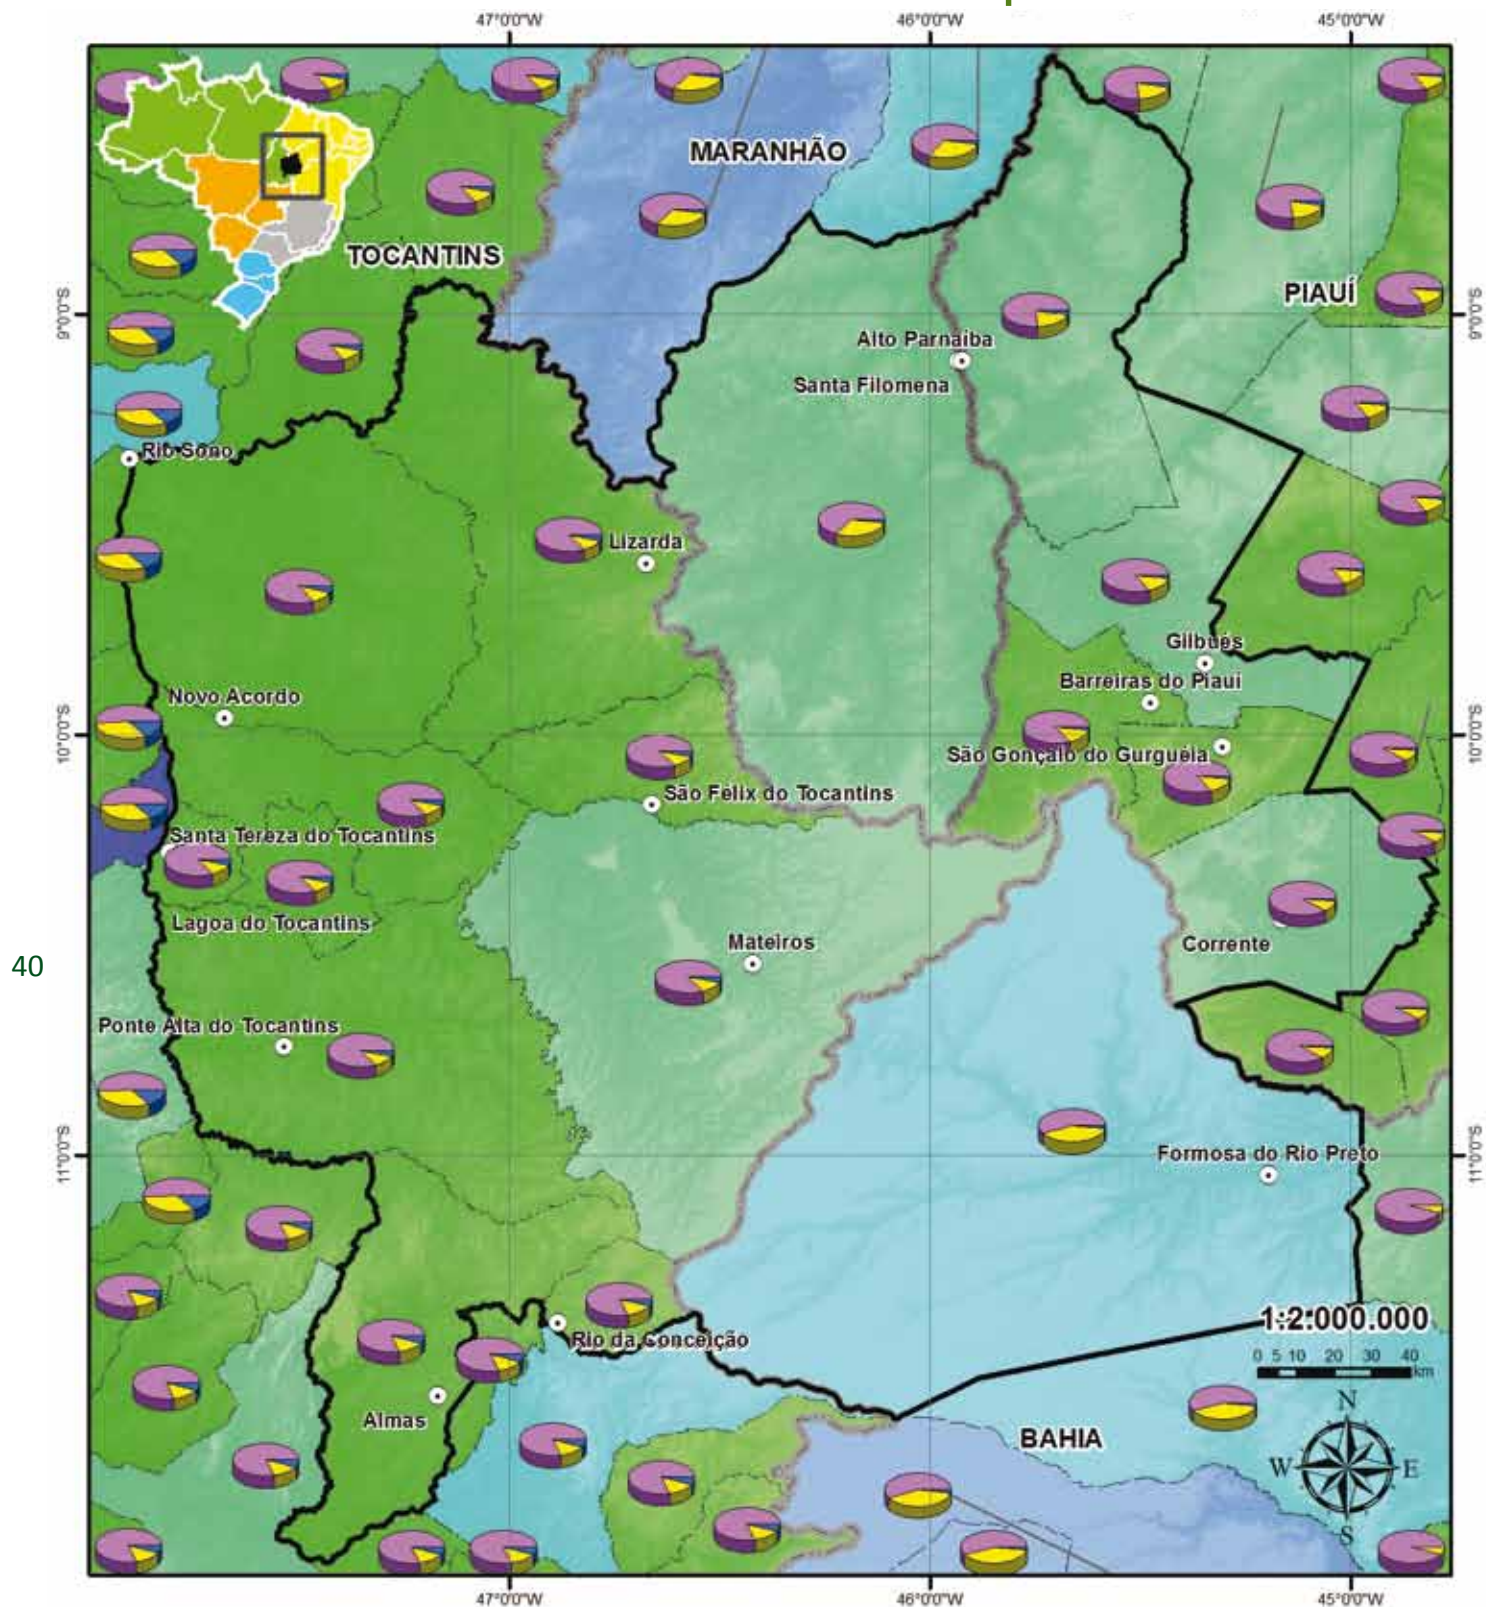 47°0'0"W
46°0'0"W
45°0'0"W
MARANHÃO
TOCANTINS
PIAUÍ
9°0'0"S
9°0'0"S
Alto Parnaíba
Santa Filomena
Rio Sono
Lizarda
Gilbués
Barreiras do Piauí
Novo Acordo
10°0'0"S
10°0'0"S
São Gonçalo do Gurguéia
São Félix do Tocantins
Santa Tereza do Tocantins
Lagoa do Tocantins
Mateiros
Corrente
40
Ponte Alta do Tocantins
11°0'0"S
11°0'0"S
Formosa do Rio Preto
1:2.000.000
0 5 10 20 30 40
km
Rio da Conceição
Almas
BAHIA
N
W E
S
47°0'0"W
46°0'0"W
45°0'0"W